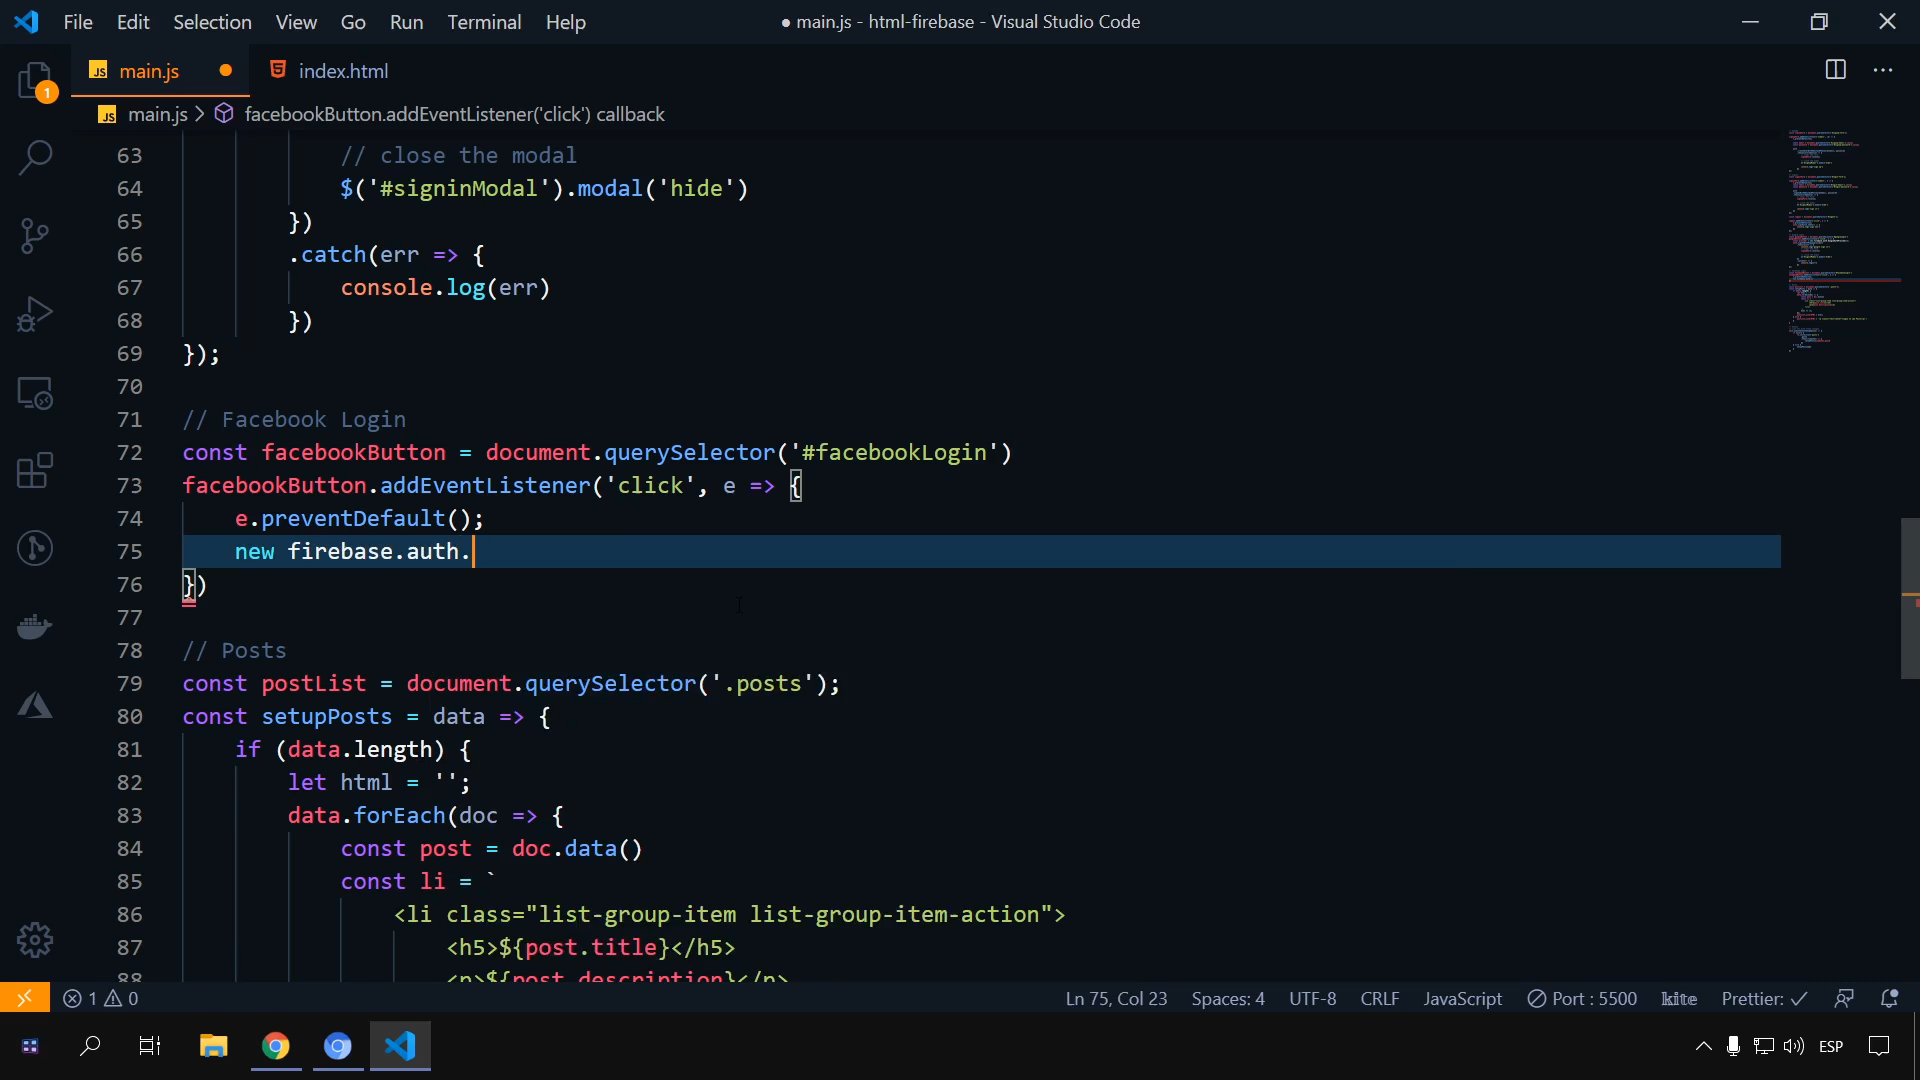 File Edit Selection View Go Run Terminal Help
● main.js - html-firebase - Visual Studio Code
JS main.js
index.html
1
JS main.js > facebookButton.addEventListener('click') callback
63 // close the modal
64 $('#signinModal').modal('hide')
65 })
66 .catch(err => {
67 console.log(err)
68 })
69 });
70
71 // Facebook Login
72 const facebookButton = document.querySelector('#facebookLogin')
73 facebookButton.addEventListener('click', e => {
74 e.preventDefault();
75 new firebase.auth.
76 })
77
78 // Posts
79 const postList = document.querySelector('.posts');
80 const setupPosts = data => {
81 if (data.length) {
82 let html = '';
83 data.forEach(doc => {
84 const post = doc.data()
85 const li = `
86 <li class="list-group-item list-group-item-action">
87 <h5>${post.title}</h5>
88 <p>${post.description}</p>
1 0
Ln 75, Col 23 Spaces: 4 UTF-8 CRLF JavaScript Port : 5500 kite Prettier: ✓
ESP